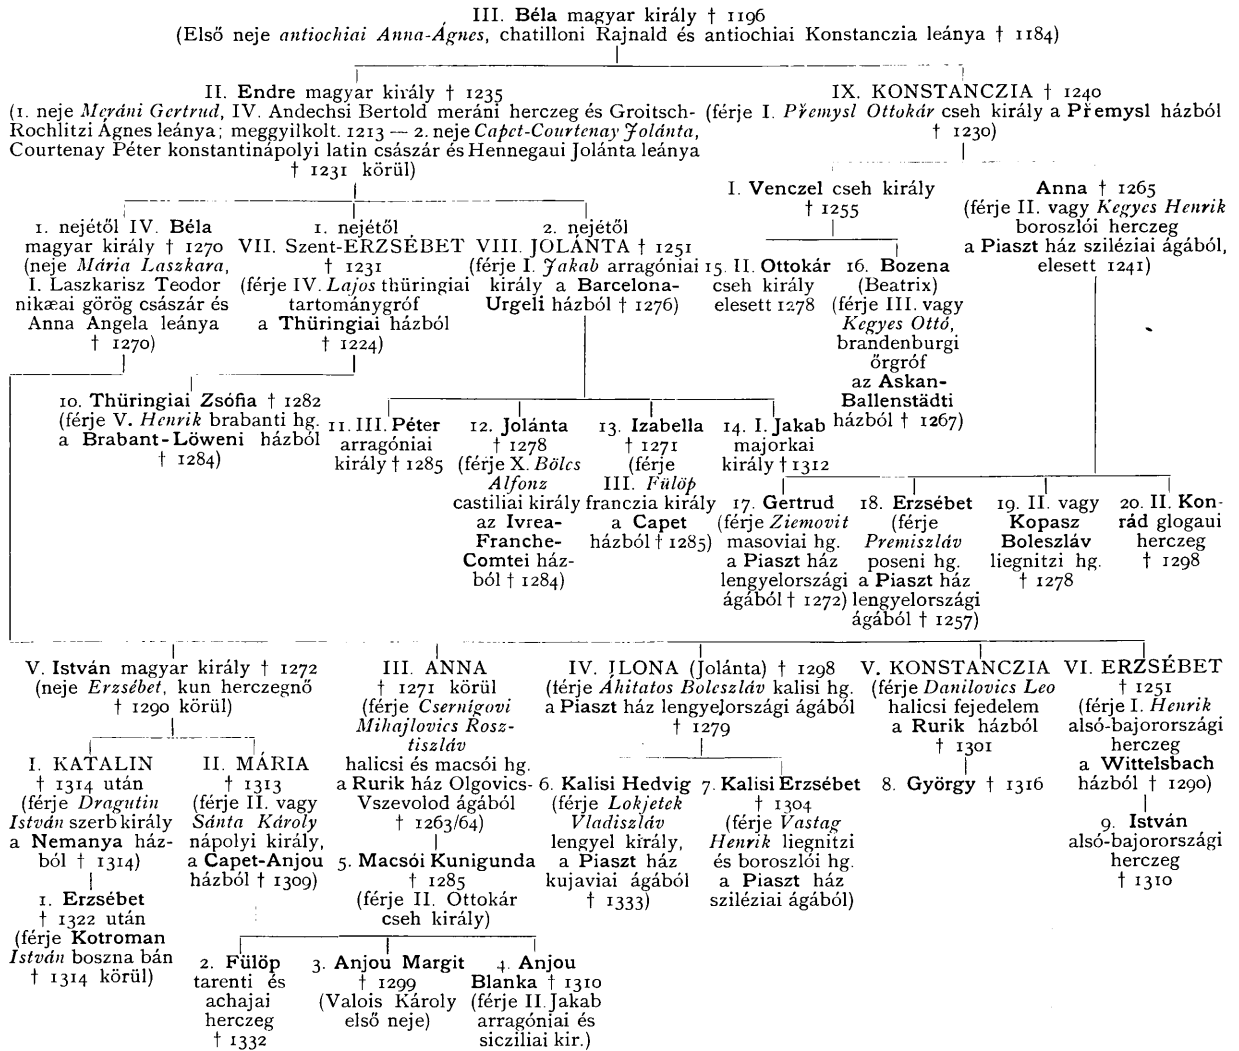 III. Béla magyar király † 1196
(Első neje antiochiai Anna-Ágnes, chatilloni Rajnald és antiochiai Konstanczia leánya † 1184)
II. Endre magyar király † 1235
(1. neje Meráni Gertrud, IV. Andechsi Bertold meráni herczeg és Groitsch-
Rochlitzi Ágnes leánya; meggyilkolt. 1213 — 2. neje Capet-Courtenay Jolánta,
Courtenay Péter konstantinápolyi latin császár és Hennegaui Jolánta leánya
† 1231 körül)
IX. KONSTANCZIA † 1240
(férje I. Přemysl Ottokár cseh király a Přemysl házból
† 1230)
1. nejétől IV. Béla
magyar király † 1270
(neje Mária Laszkara,
I. Laszkarisz Teodor
nikæai görög császár és
Anna Angela leánya
† 1270)
1. nejétől
VII. Szent-ERZSÉBET
† 1231
(férje IV. Lajos thüringiai
tartománygróf
a Thüringiai házból
† 1224)
2. nejétől
VIII. JOLÁNTA † 1251
(férje I. Jakab arragóniai
király a Barcelona-
Urgeli házból † 1276)
I. Venczel cseh király
† 1255
Anna † 1265
(férje II. vagy Kegyes Henrik
boroszlói herczeg
a Piaszt ház sziléziai ágából,
elesett 1241)
15. II. Ottokár
cseh király
elesett 1278
16. Bozena
(Beatrix)
(férje III. vagy
Kegyes Ottó,
brandenburgi
őrgróf
az Askan-
Ballenstädti
házból † 1267)
10. Thüringiai Zsófia † 1282
(férje V. Henrik brabanti hg.
a Brabant-Löweni házból
† 1284)
11. III. Péter
arragóniai
király † 1285
12. Jolánta
† 1278
(férje X. Bölcs
Alfonz
castiliai király
az Ivrea-
Franche-
Comtei ház-
ból † 1284)
13. Izabella
† 1271
(férje
III. Fülöp
franczia király
a Capet
házból † 1285)
14. I. Jakab
majorkai
király † 1312
17. Gertrud
(férje Ziemovit
masoviai hg.
a Piaszt ház
lengyelországi
ágából † 1272)
18. Erzsébet
(férje
Premiszláv
poseni hg.
a Piaszt ház
lengyelországi
ágából † 1257)
19. II. vagy
Kopasz
Boleszláv
liegnitzi hg.
† 1278
20. II. Kon-
rád glogaui
herczeg
† 1298
V. István magyar király † 1272
(neje Erzsébet, kun herczegnő
† 1290 körül)
III. ANNA
† 1271 körül
(férje Csernigovi
Mihajlovics Rosz-
tiszláv
halicsi és macsói hg.
a Rurik ház Olgovics-
Vszevolod ágából
† 1263/64)
IV. ILONA (Jolánta) † 1298
(férje Áhitatos Boleszláv kalisi hg.
a Piaszt ház lengyelországi ágából
† 1279
V. KONSTANCZIA
(férje Danilovics Leo
halicsi fejedelem
a Rurik házból
† 1301
VI. ERZSÉBET
† 1251
(férje I. Henrik
alsó-bajorországi
herczeg
a Wittelsbach
házból † 1290)
I. KATALIN
† 1314 után
(férje Dragutin
István szerb király
a Nemanya ház-
ból † 1314)
II. MÁRIA
† 1313
(férje II. vagy
Sánta Károly
nápolyi király,
a Capet-Anjou
házból † 1309)
5. Macsói Kunigunda
† 1285
(férje II. Ottokár
cseh király)
6. Kalisi Hedvig
(férje Lokjetek
Vladiszláv
lengyel király,
a Piaszt ház
kujaviai ágából
† 1333)
7. Kalisi Erzsébet
† 1304
(férje Vastag
Henrik liegnitzi
és boroszlói hg.
a Piaszt ház
sziléziai ágából)
8. György † 1316
9. István
alsó-bajorországi
herczeg
† 1310
1. Erzsébet
† 1322 után
(férje Kotroman
István boszna bán
† 1314 körül)
2. Fülöp
tarenti és
achajai
herczeg
† 1332
3. Anjou Margit
† 1299
(Valois Károly
első neje)
4. Anjou
Blanka † 1310
(férje II. Jakab
arragóniai és
sicziliai kir.)